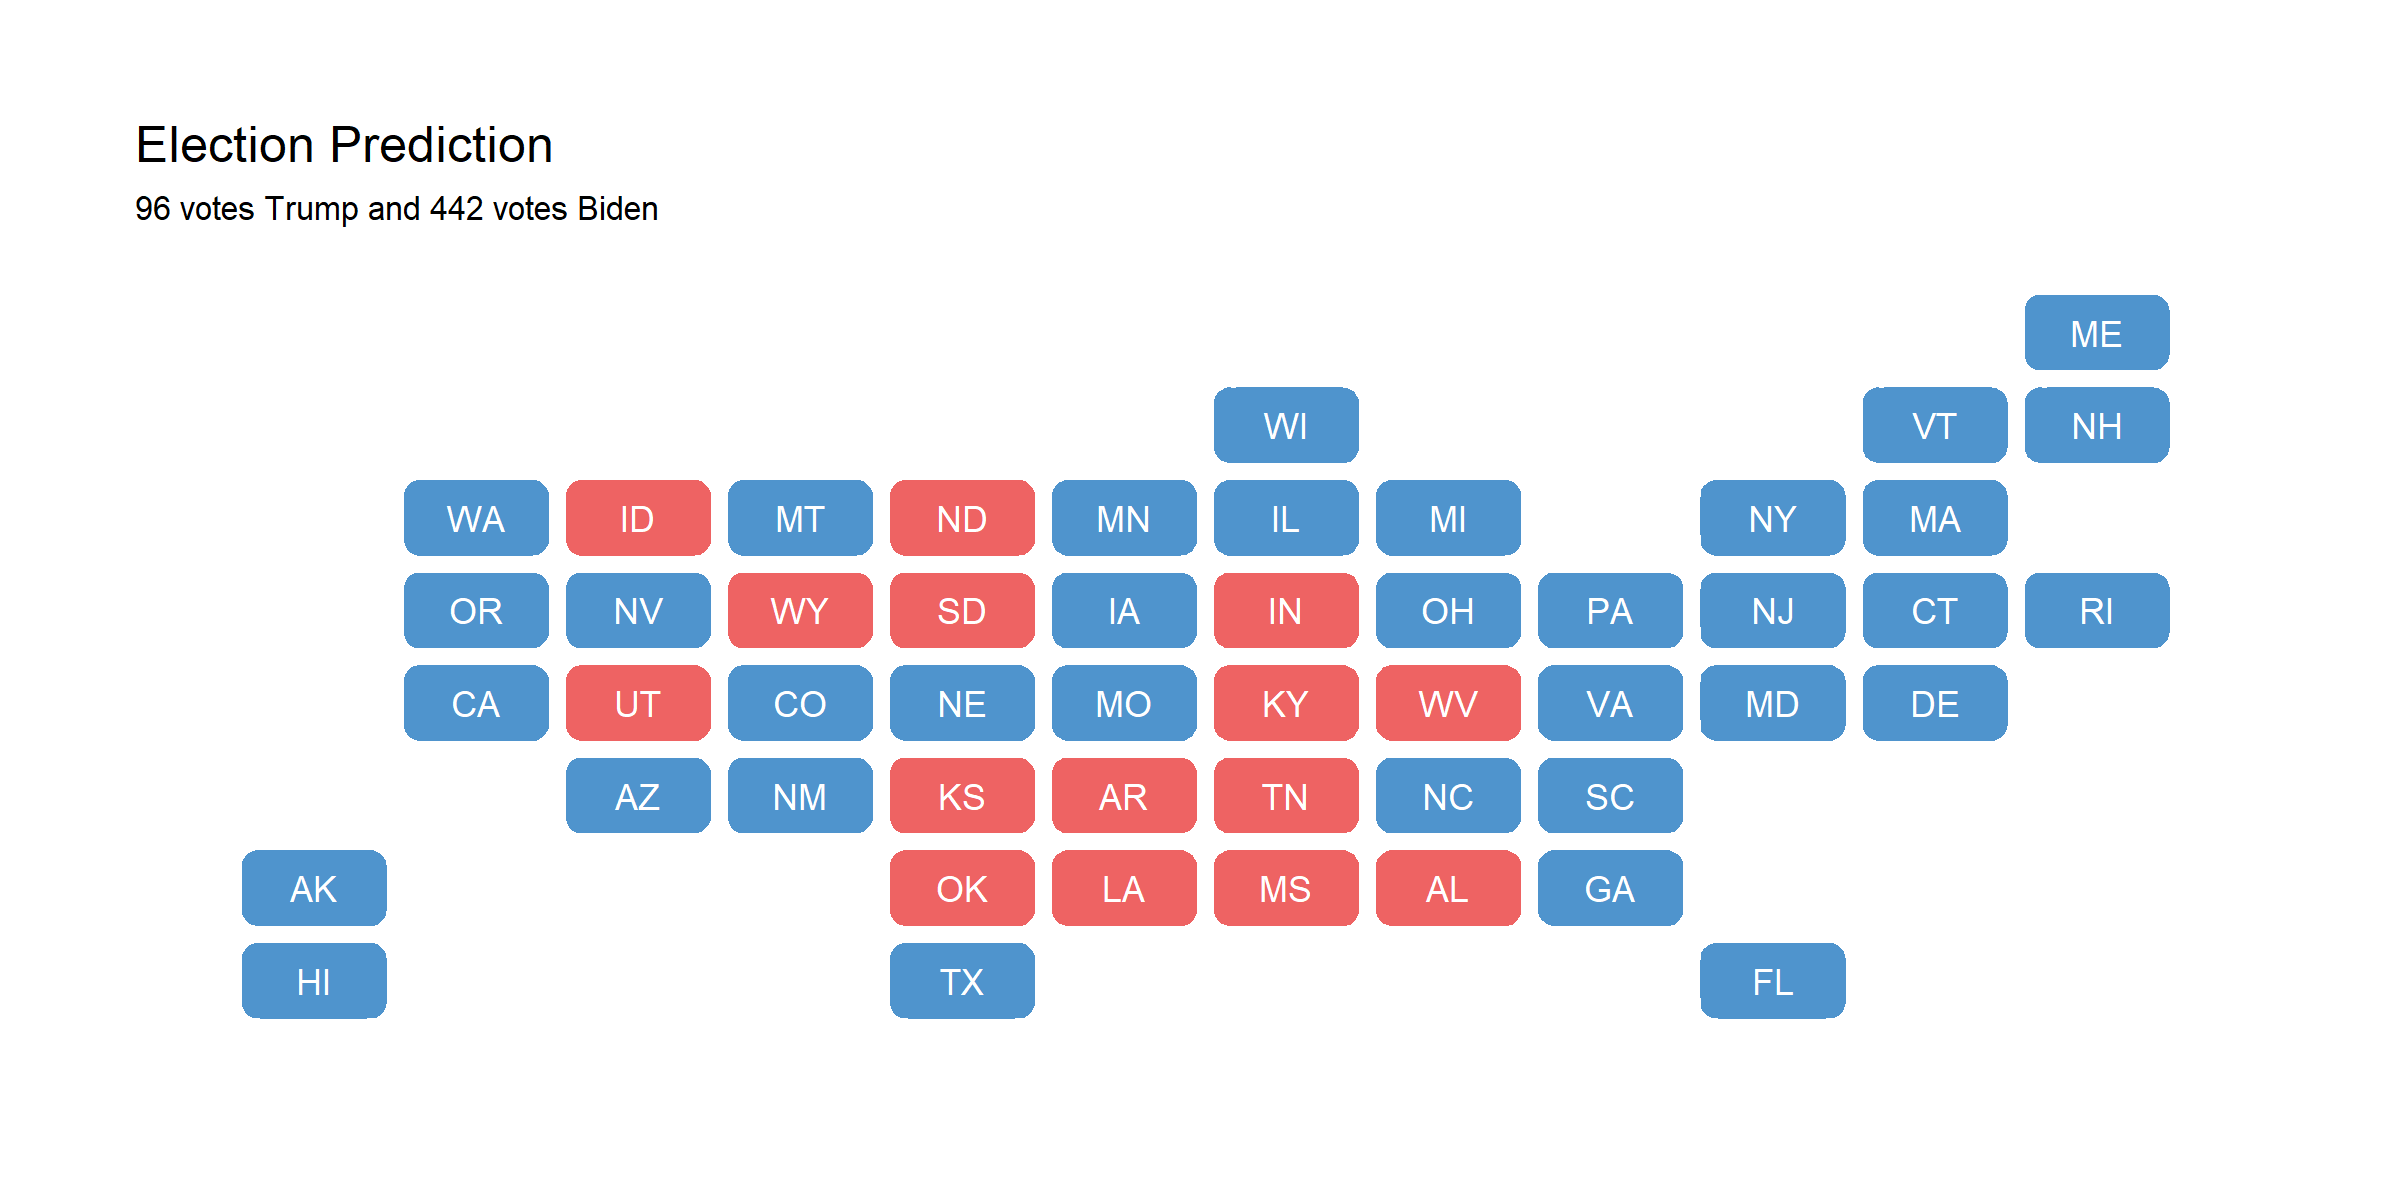 Election Prediction
96 votes Trump and 442 votes Biden
ME
WI VT NH
WA ID MT ND MN IL MI NY MA
OR NV WY SD IA IN OH PA NJ CT RI
CA UT CO NE MO KY WV VA MD DE
AZ NM KS AR TN NC SC
AK OK LA MS AL GA
HI TX FL